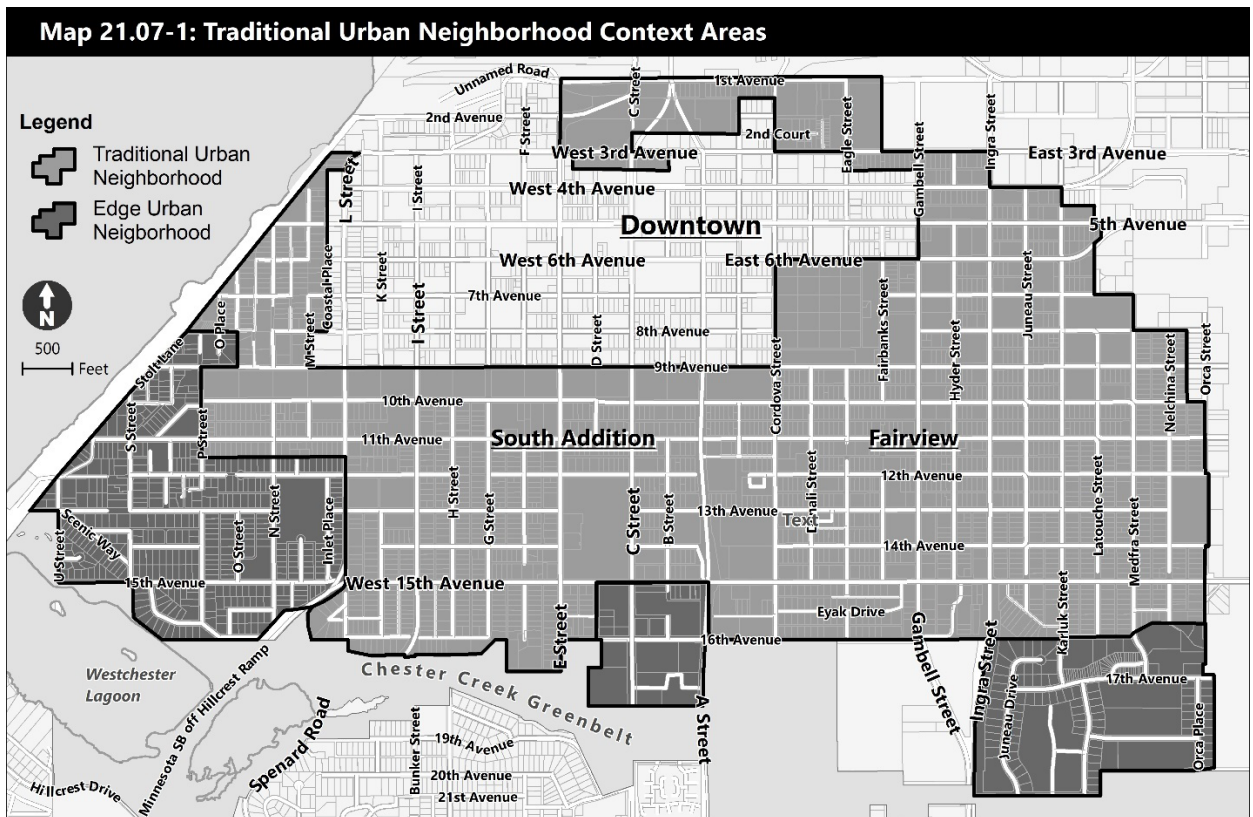 Map 21.07-1: Traditional Urban Neighborhood Context Areas
Legend
Traditional Urban
Neighborhood
Edge Urban
Neigborhood
N
500
Feet
Unnamed Road
1st Avenue
C Street
2nd Avenue
F Street
2nd Court
Eagle Street
Ingra Street
West 3rd Avenue
East 3rd Avenue
L Street
I Street
Gambell Street
West 4th Avenue
Downtown
5th Avenue
Coastal Place
K Street
West 6th Avenue
East 6th Avenue
Juneau Street
7th Avenue
O Place
I Street
D Street
8th Avenue
M Street
Fairbanks Street
Hyder Street
Stolt Lane
9th Avenue
Cordova Street
Nelchina Street
Orca Street
10th Avenue
S Street
P Street
11th Avenue
South Addition
Fairview
H Street
G Street
12th Avenue
N Street
Inlet Place
C Street
B Street
13th Avenue
Denali Street
Text
Latouche Street
Medfra Street
Scenic Way
O Street
14th Avenue
U Street
15th Avenue
West 15th Avenue
Eyak Drive
Karluk Street
E Street
16th Avenue
Gambell Street
Ingra Street
Westchester
Lagoon
Chester Creek Greenbelt
17th Avenue
Minnesota SB off Hillcrest Ramp
Spenard Road
A Street
Juneau Drive
Orca Place
Bunker Street
19th Avenue
20th Avenue
21st Avenue
Hillcrest Drive